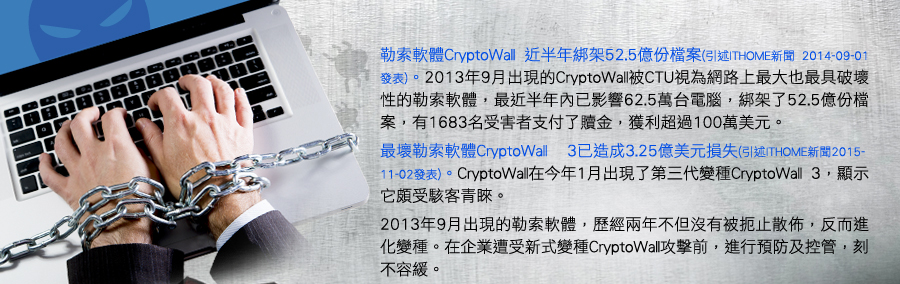 勒索軟體CryptoWall 近半年綁架52.5億份檔案(引述iTHOME新聞 2014-09-01
發表)。2013年9月出現的CryptoWall被CTU視為網路上最大也最具破壞
性的勒索軟體，最近半年內已影響62.5萬台電腦，綁架了52.5億份檔
案，有1683名受害者支付了贖金，獲利超過100萬美元。
最壞勒索軟體CryptoWall 3已造成3.25億美元損失(引述iTHOME新聞2015-
11-02發表)。CryptoWall在今年1月出現了第三代變種CryptoWall 3，顯示
它頗受駭客青睞。
2013年9月出現的勒索軟體，歷經兩年不但沒有被扼止散佈，反而進
化變種。在企業遭受新式變種CryptoWall攻擊前，進行預防及控管，刻
不容緩。